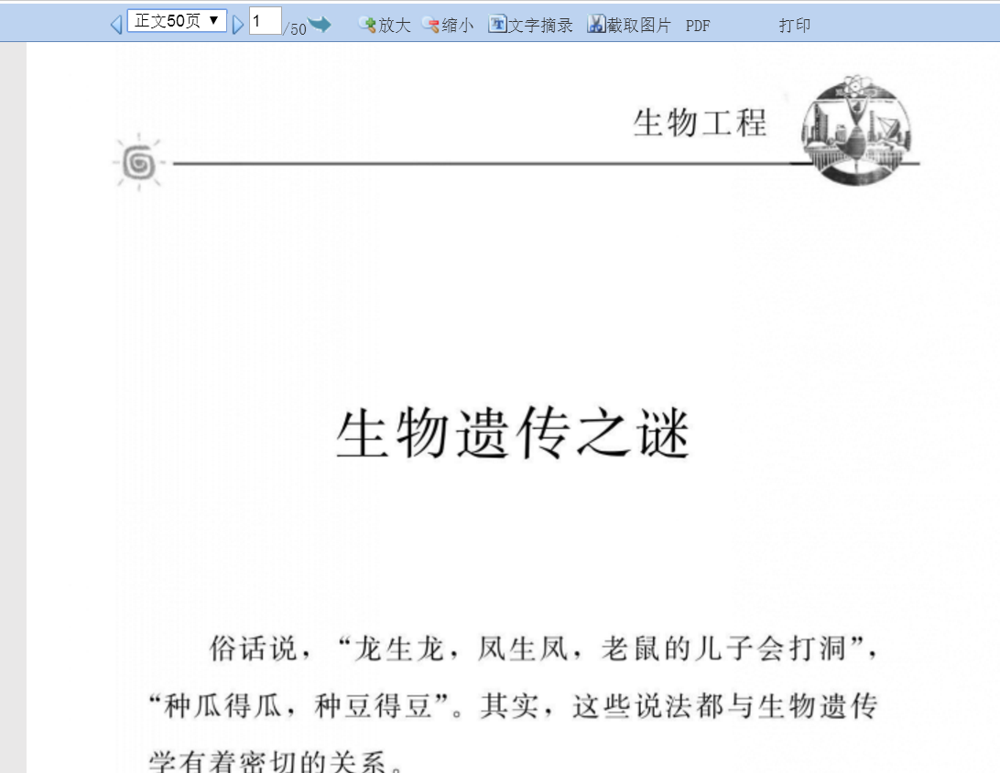 正文50页 ▼ 1 /50 放大 缩小 文字摘录 截取图片 PDF 打印
生物工程
生物遗传之谜
俗话说，“龙生龙，凤生凤，老鼠的儿子会打洞”，
“种瓜得瓜，种豆得豆”。其实，这些说法都与生物遗传
学有着密切的关系。